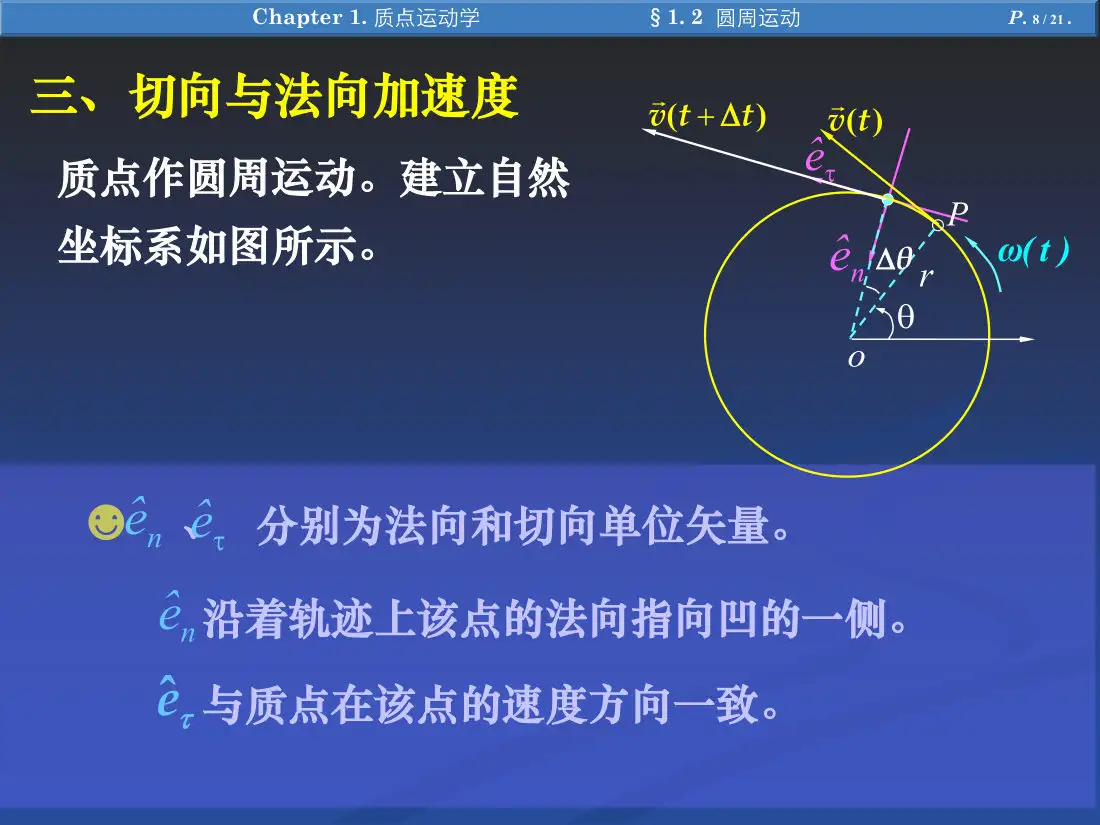 Chapter 1. 质点运动学 §1. 2 圆周运动 P. 8 / 21 .
三、切向与法向加速度
质点作圆周运动。建立自然
坐标系如图所示。
v⃗(t + Δt)
v⃗(t)
ê_τ
P
ê_n
Δθ
r
ω( t )
θ
o
ê_n 、ê_τ 分别为法向和切向单位矢量。
ê_n 沿着轨迹上该点的法向指向凹的一侧。
ê_τ 与质点在该点的速度方向一致。